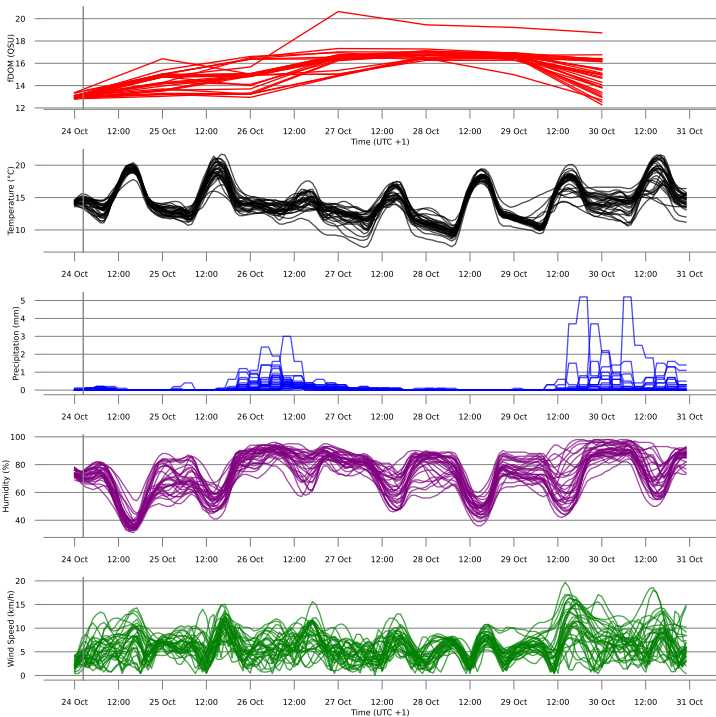 20
18
16
14
12
fDOM (QSU)
24 Oct 12:00 25 Oct 12:00 26 Oct 12:00 27 Oct 12:00 28 Oct 12:00 29 Oct 12:00 30 Oct 12:00 31 Oct
Time (UTC +1)
20
15
10
Temperature (°C)
24 Oct 12:00 25 Oct 12:00 26 Oct 12:00 27 Oct 12:00 28 Oct 12:00 29 Oct 12:00 30 Oct 12:00 31 Oct
5
4
3
2
1
0
Precipitation (mm)
24 Oct 12:00 25 Oct 12:00 26 Oct 12:00 27 Oct 12:00 28 Oct 12:00 29 Oct 12:00 30 Oct 12:00 31 Oct
100
80
60
40
Humidity (%)
24 Oct 12:00 25 Oct 12:00 26 Oct 12:00 27 Oct 12:00 28 Oct 12:00 29 Oct 12:00 30 Oct 12:00 31 Oct
20
15
10
5
0
Wind Speed (km/h)
24 Oct 12:00 25 Oct 12:00 26 Oct 12:00 27 Oct 12:00 28 Oct 12:00 29 Oct 12:00 30 Oct 12:00 31 Oct
Time (UTC +1)